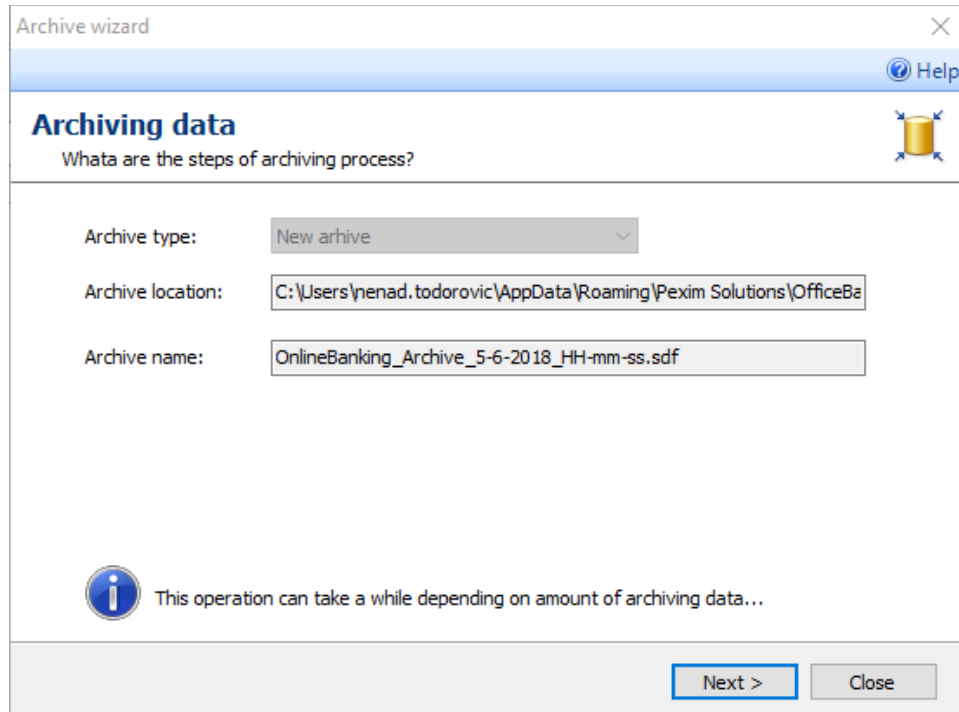 Archive wizard
Help
Archiving data
Whata are the steps of archiving process?
Archive type: New arhive
Archive location: C:\Users\nenad.todorovic\AppData\Roaming\Pexim Solutions\OfficeBa
Archive name: OnlineBanking_Archive_5-6-2018_HH-mm-ss.sdf
This operation can take a while depending on amount of archiving data...
Next > Close